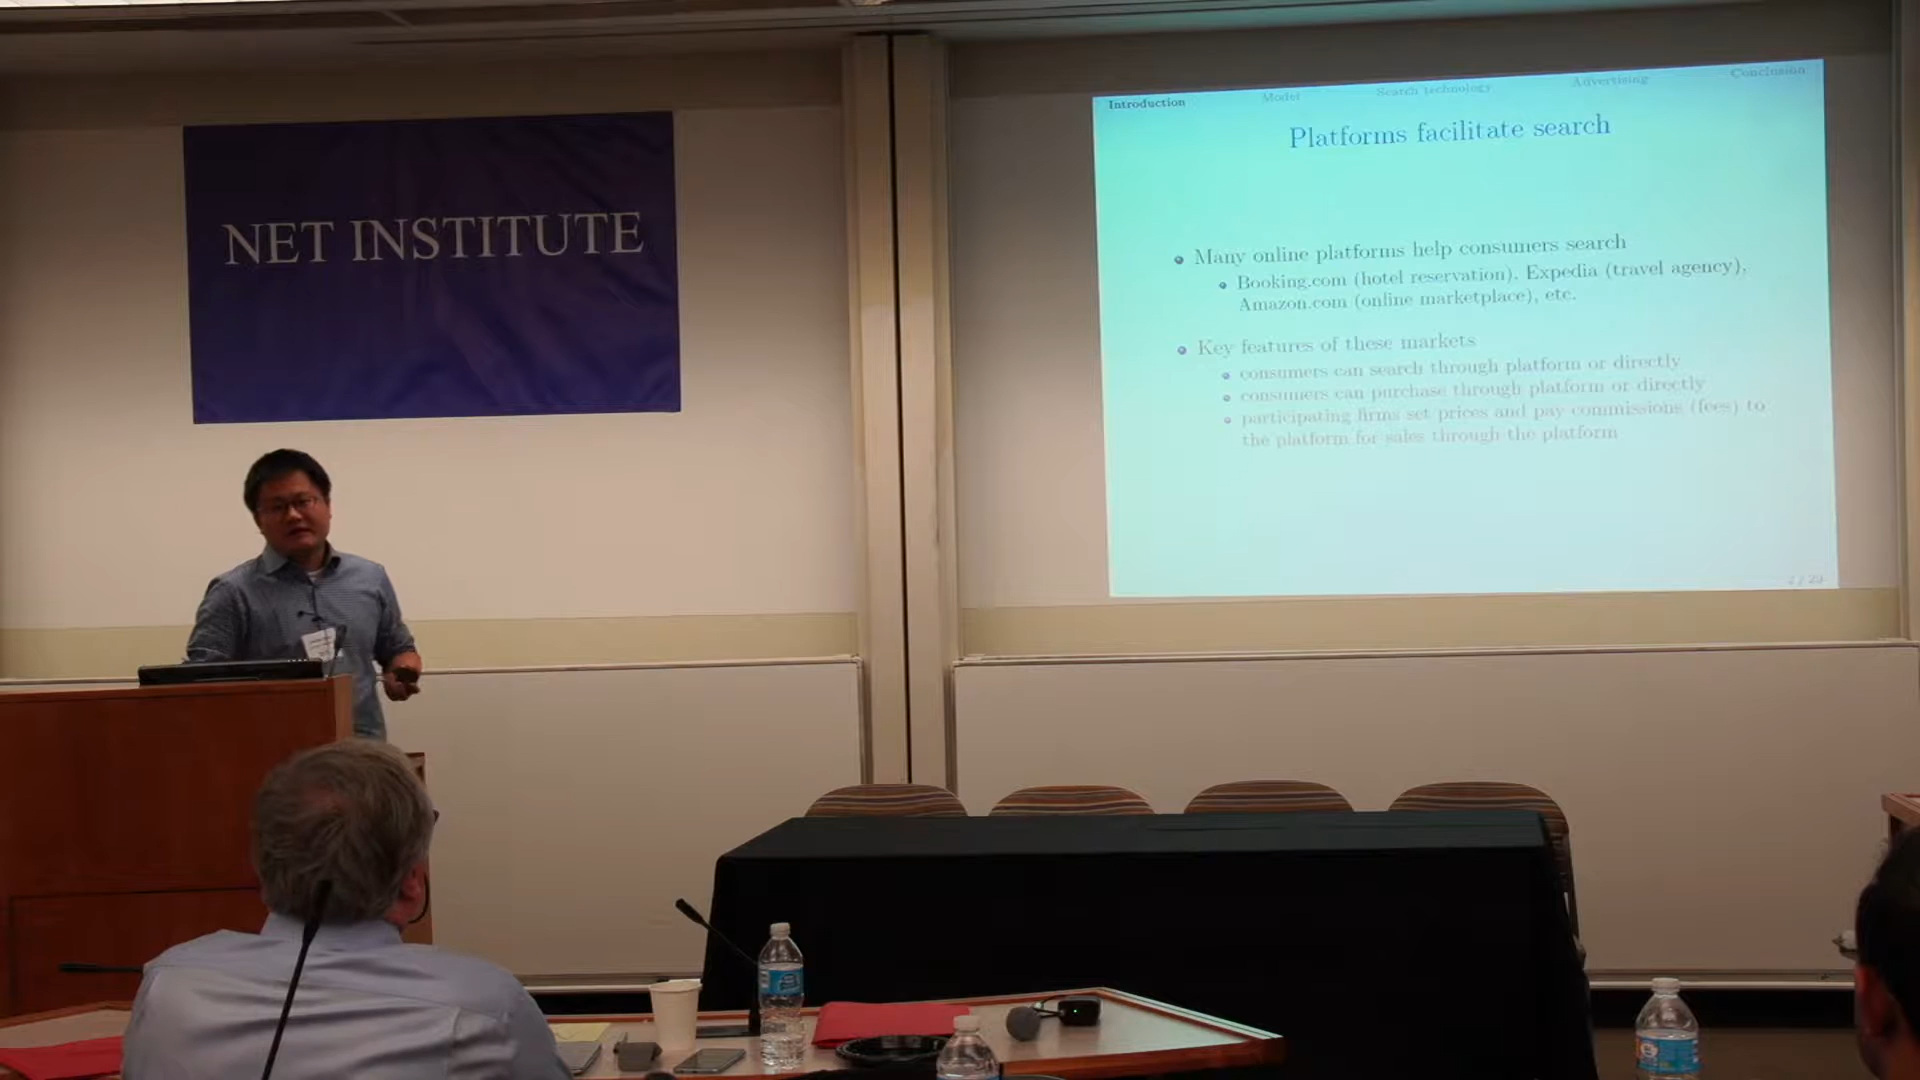 NET INSTITUTE
Introduction Model Search technology Advertising Conclusion
Platforms facilitate search
Many online platforms help consumers search
Booking.com (hotel reservation), Expedia (travel agency),
Amazon.com (online marketplace), etc.
Key features of these markets
consumers can search through platform or directly
consumers can purchase through platform or directly
participating firms set prices and pay commissions (fees) to
the platform for sales through the platform